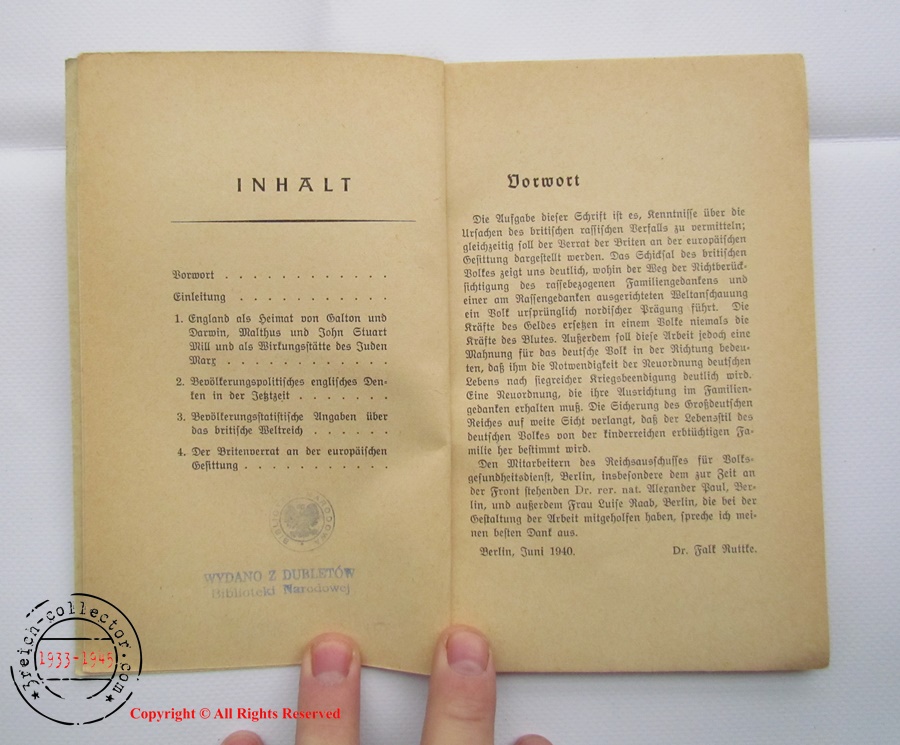 INHALT
Vorwort . . . . . . . . . . . .
Einleitung . . . . . . . . . . .
1. England als Heimat von Galton und
Darwin, Malthus und John Stuart
Mill und als Wirkungsstätte des Juden
Marx . . . . . . . . . . . .
2. Bevölkerungspolitisches englisches Den-
ken in der Jetztzeit . . . . . . .
3. Bevölkerungsstatistische Angaben über
das britische Weltreich . . . . . .
4. Der Britenverrat an der europäischen
Gesittung . . . . . . . . . . .
WYDANO Z DUBLETÓW
Biblioteki Narodowej
Vorwort
Die Aufgabe dieser Schrift ist es, Kenntnisse über die
Ursachen des britischen rassischen Verfalls zu vermitteln;
gleichzeitig soll der Verrat der Briten an der europäischen
Gesittung dargestellt werden. Das Schicksal des britischen
Volkes zeigt uns deutlich, wohin der Weg der Nichtberück-
sichtigung des rassebezogenen Familiengedankens und
einer am Rassengedanken ausgerichteten Weltanschauung
ein Volk ursprünglich nordischer Prägung führt. Die
Kräfte des Geldes ersetzen in einem Volke niemals die
Kräfte des Blutes. Außerdem soll diese Arbeit jedoch eine
Mahnung für das deutsche Volk in der Richtung bedeu-
ten, daß ihm die Notwendigkeit der Neuordnung deutschen
Lebens nach siegreicher Kriegsbeendigung deutlich wird.
Eine Neuordnung, die ihre Ausrichtung im Familien-
gedanken erhalten muß. Die Sicherung des Großdeutschen
Reiches auf weite Sicht verlangt, daß der Lebensstil des
deutschen Volkes von der kinderreichen erbtüchtigen Fa-
milie her bestimmt wird.
Den Mitarbeitern des Reichsausschusses für Volks-
gesundheitsdienst, Berlin, insbesondere dem zur Zeit an
der Front stehenden Dr. rer. nat. Alexander Paul, Ber-
lin, und außerdem Frau Luise Raab, Berlin, die bei der
Gestaltung der Arbeit mitgeholfen haben, spreche ich mei-
nen besten Dank aus.
Berlin, Juni 1940. Dr. Falk Ruttke.
3reich-collector.com
1933-1945
Copyright © All Rights Reserved